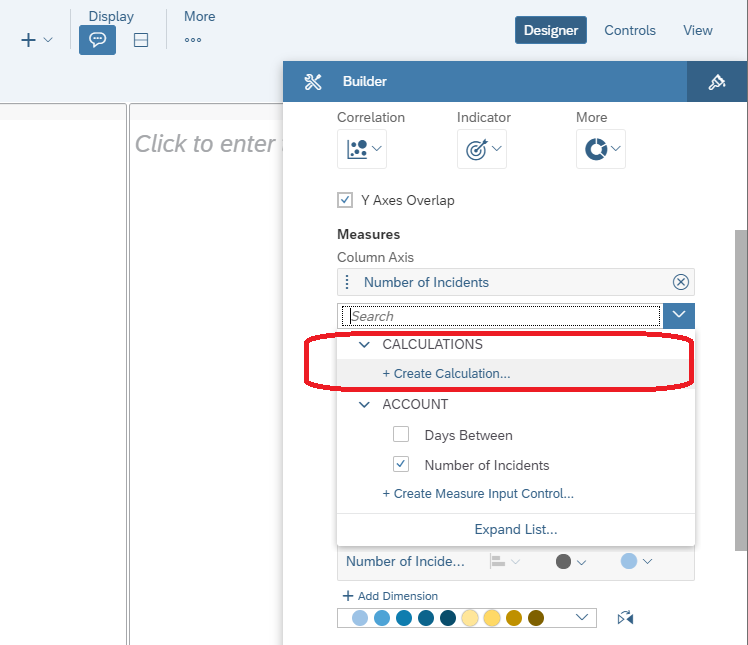 Display
More
Designer
Controls
View
Builder
Click to enter
Correlation
Indicator
More
Y Axes Overlap
Measures
Column Axis
Number of Incidents
Search
CALCULATIONS
+ Create Calculation...
ACCOUNT
Days Between
Number of Incidents
+ Create Measure Input Control...
Expand List...
Number of Incide...
+ Add Dimension